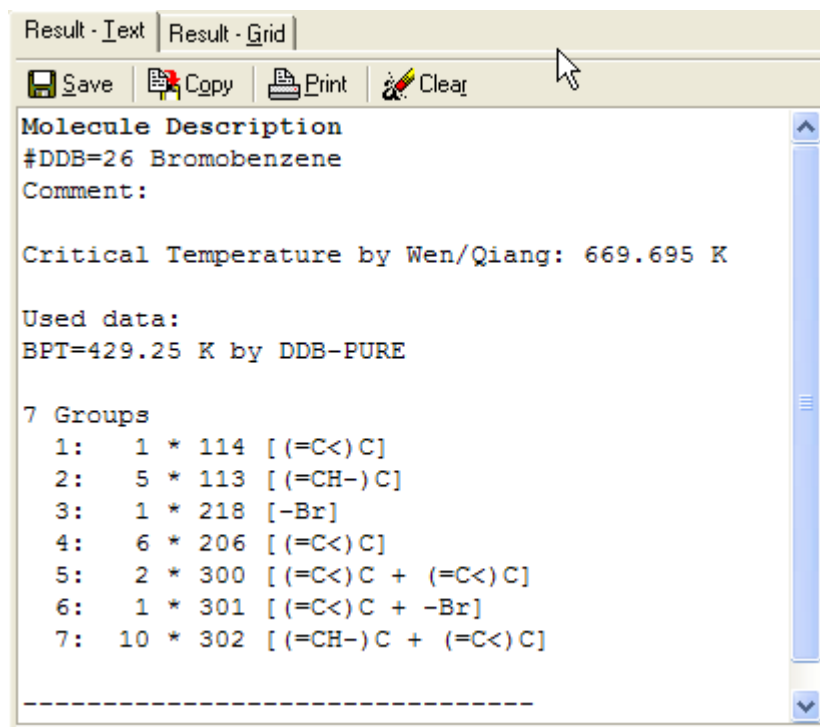 Result - Text Result - Grid
Save Copy Print Clear
Molecule Description
#DDB=26 Bromobenzene
Comment:
Critical Temperature by Wen/Qiang: 669.695 K
Used data:
BPT=429.25 K by DDB-PURE
7 Groups
1: 1 * 114 [(=C<)C]
2: 5 * 113 [(=CH-)C]
3: 1 * 218 [-Br]
4: 6 * 206 [(=C<)C]
5: 2 * 300 [(=C<)C + (=C<)C]
6: 1 * 301 [(=C<)C + -Br]
7: 10 * 302 [(=CH-)C + (=C<)C]
--------------------------------